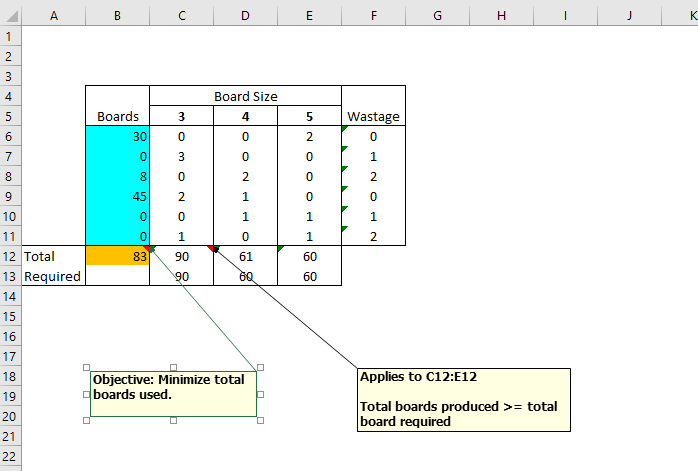 A B C D E F G H I J K
1
2
3
4 Board Size
5 Boards 3 4 5 Wastage
6 30 0 0 2 0
7 0 3 0 0 1
8 8 0 2 0 2
9 45 2 1 0 0
10 0 0 1 1 1
11 0 1 0 1 2
12 Total 83 90 61 60
13 Required 90 60 60
14
15
16
17
18 Objective: Minimize total Applies to C12:E12
19 boards used.
20 Total boards produced >= total
21 board required
22